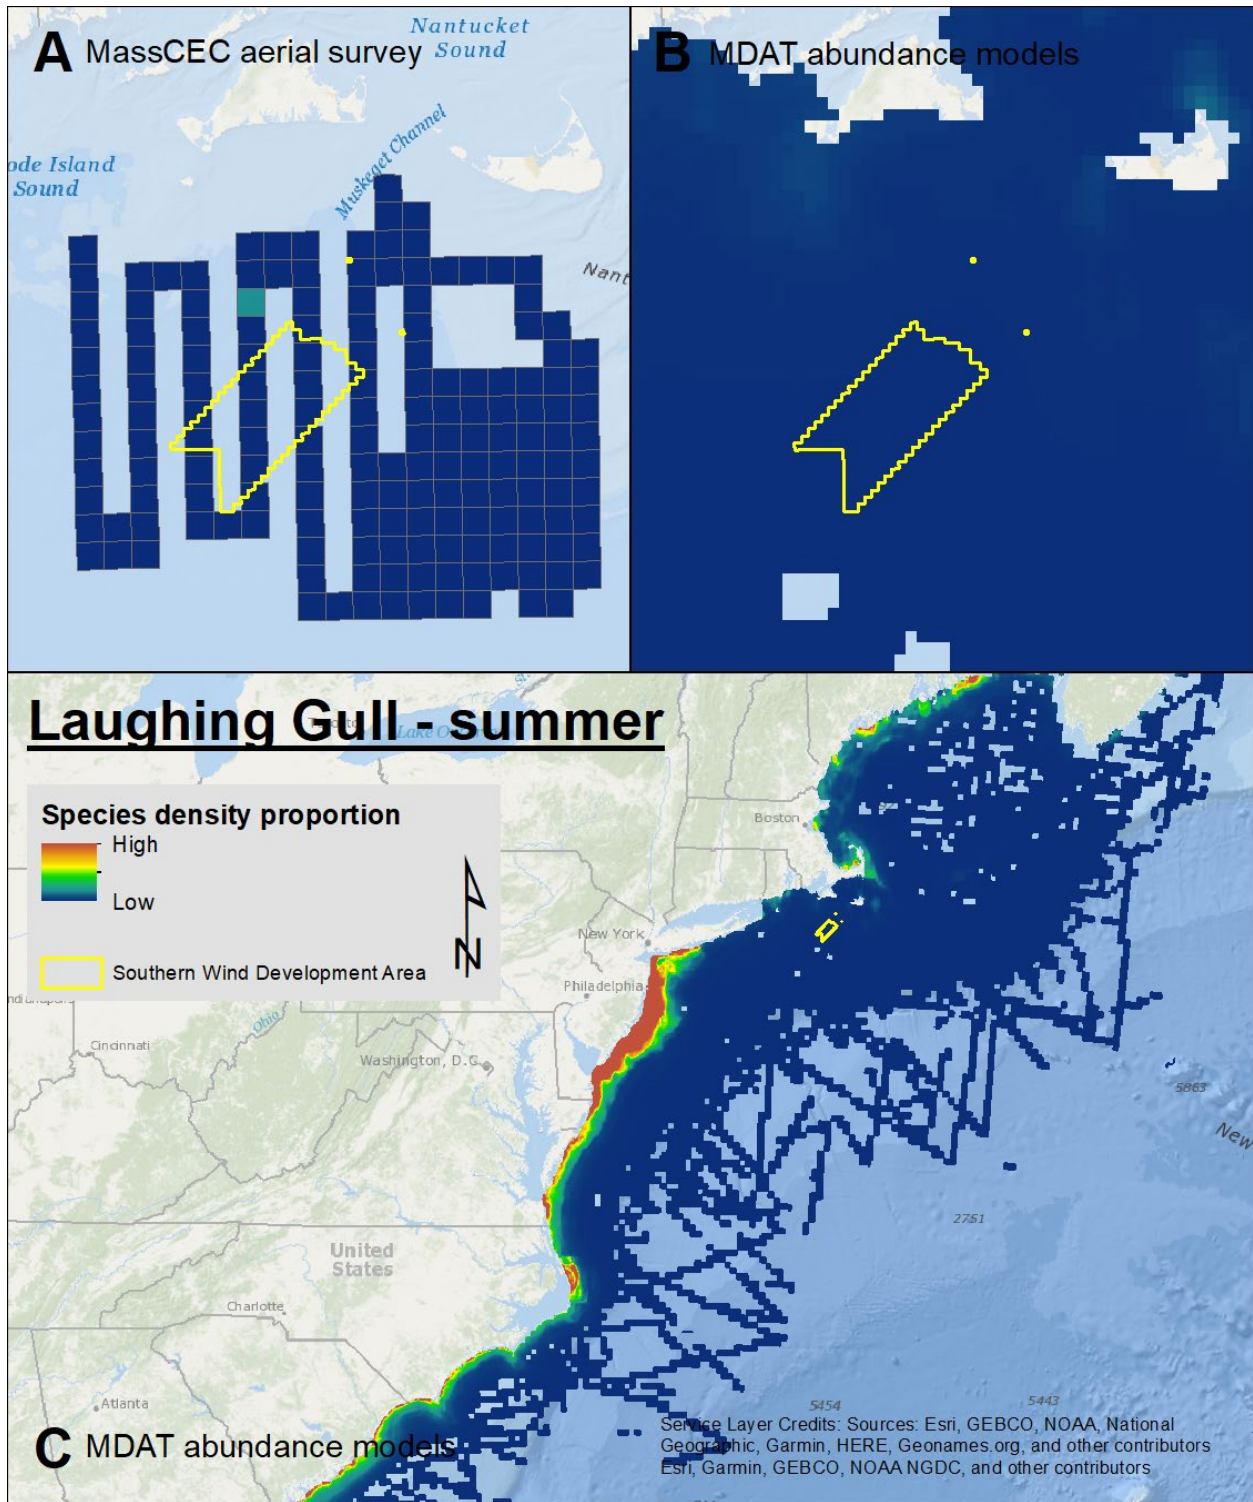 A MassCEC aerial survey
Nantucket
Sound
Muskeget Channel
ode Island
Sound
Nant
B MDAT abundance models
Laughing Gull - summer
Species density proportion
High
Low
Southern Wind Development Area
N
Boston
New York
Philadelphia
Ohio
Cincinnati
Washington, D.C.
United
States
Charlotte
Atlanta
5863
New
2751
5454
5443
C MDAT abundance models
Service Layer Credits: Sources: Esri, GEBCO, NOAA, National
Geographic, Garmin, HERE, Geonames.org, and other contributors
Esri, Garmin, GEBCO, NOAA NGDC, and other contributors